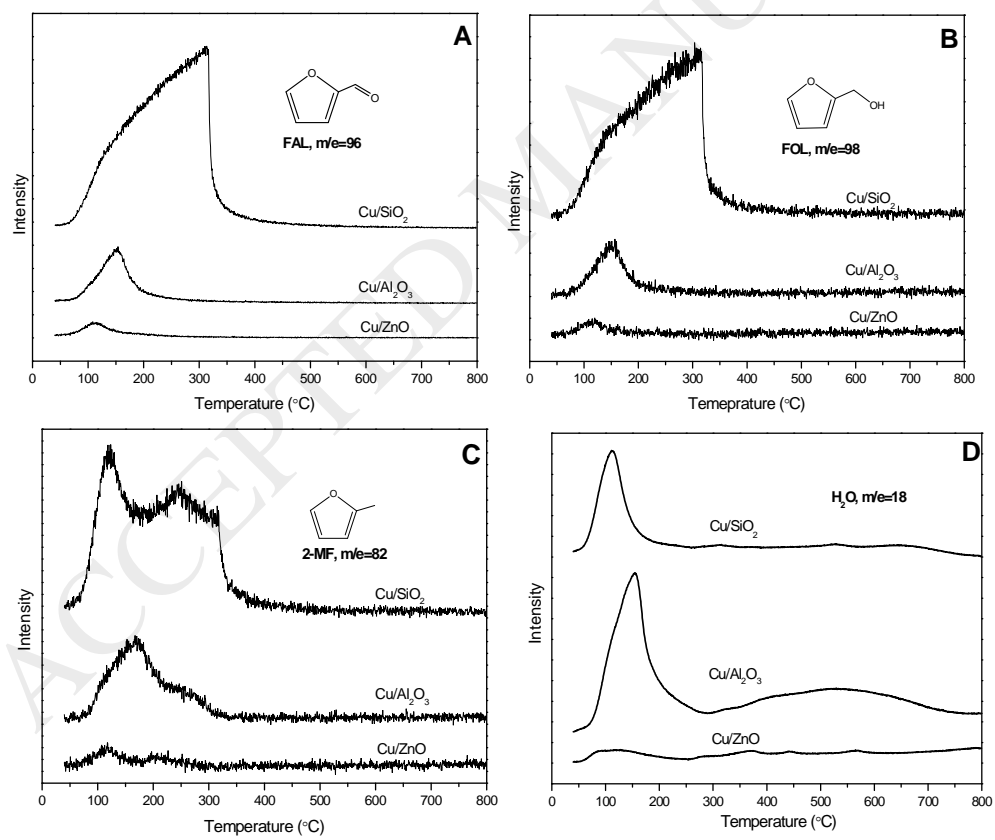 A
O
O
FAL, m/e=96
Cu/SiO2
Cu/Al2O3
Cu/ZnO
Intensity
0 100 200 300 400 500 600 700 800
Temperature (°C)
B
O
OH
FOL, m/e=98
Cu/SiO2
Cu/Al2O3
Cu/ZnO
Intensity
0 100 200 300 400 500 600 700 800
Temeprature (°C)
C
O
2-MF, m/e=82
Cu/SiO2
Cu/Al2O3
Cu/ZnO
Intensity
0 100 200 300 400 500 600 700 800
Temperature (°C)
D
H2O, m/e=18
Cu/SiO2
Cu/Al2O3
Cu/ZnO
Intensity
0 100 200 300 400 500 600 700 800
Temperature (°C)
ACCEPTED MANU